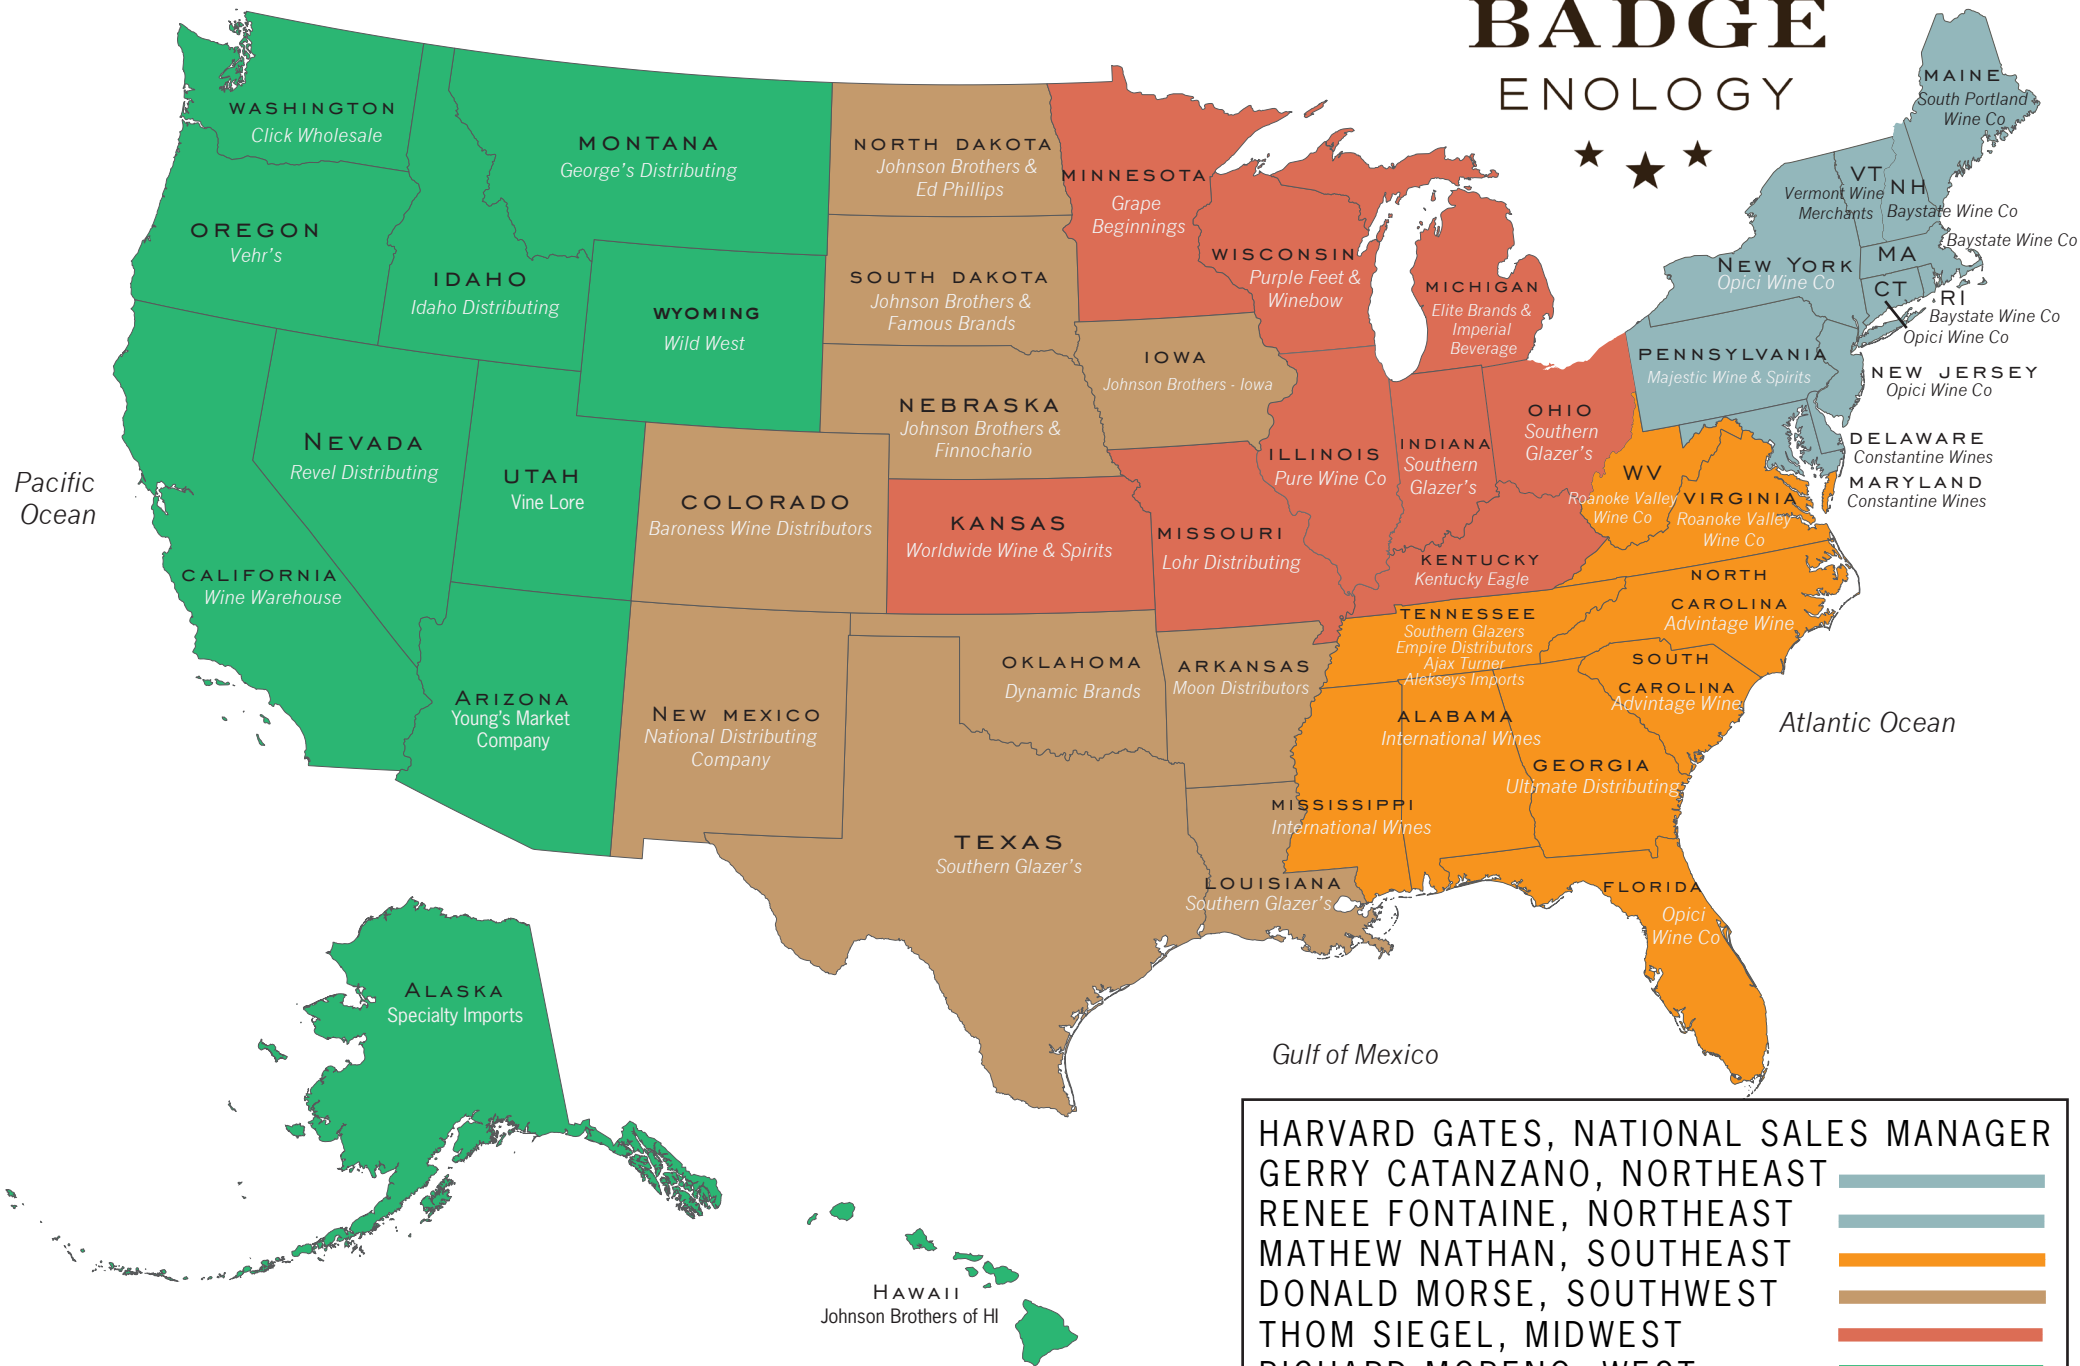 BADGE
ENOLOGY
WASHINGTON
Click Wholesale
OREGON
Vehr's
IDAHO
Idaho Distributing
MONTANA
George's Distributing
WYOMING
Wild West
NEVADA
Revel Distributing
UTAH
Vine Lore
CALIFORNIA
Wine Warehouse
ARIZONA
Young's Market
Company
ALASKA
Specialty Imports
HAWAII
Johnson Brothers of HI
Pacific
Ocean
NORTH DAKOTA
Johnson Brothers &
Ed Phillips
SOUTH DAKOTA
Johnson Brothers &
Famous Brands
NEBRASKA
Johnson Brothers &
Finnochario
IOWA
Johnson Brothers - Iowa
COLORADO
Baroness Wine Distributors
NEW MEXICO
National Distributing
Company
OKLAHOMA
Dynamic Brands
ARKANSAS
Moon Distributors
TEXAS
Southern Glazer's
LOUISIANA
Southern Glazer's
MINNESOTA
Grape
Beginnings
WISCONSIN
Purple Feet &
Winebow
MICHIGAN
Elite Brands &
Imperial
Beverage
ILLINOIS
Pure Wine Co
INDIANA
Southern
Glazer's
OHIO
Southern
Glazer's
KANSAS
Worldwide Wine & Spirits
MISSOURI
Lohr Distributing
KENTUCKY
Kentucky Eagle
TENNESSEE
Southern Glazers
Empire Distributors
Ajax Turner
Alekseys Imports
WV
Roanoke Valley
Wine Co
VIRGINIA
Roanoke Valley
Wine Co
NORTH
CAROLINA
Advintage Wine
SOUTH
CAROLINA
Advintage Wine
ALABAMA
International Wines
MISSISSIPPI
International Wines
GEORGIA
Ultimate Distributing
FLORIDA
Opici
Wine Co
MAINE
South Portland
Wine Co
VT
Vermont Wine
Merchants
NH
Baystate Wine Co
MA
Baystate Wine Co
NEW YORK
Opici Wine Co
CT
RI
Baystate Wine Co
Opici Wine Co
PENNSYLVANIA
Majestic Wine & Spirits
NEW JERSEY
Opici Wine Co
DELAWARE
Constantine Wines
MARYLAND
Constantine Wines
Atlantic Ocean
Gulf of Mexico
HARVARD GATES, NATIONAL SALES MANAGER
GERRY CATANZANO, NORTHEAST
RENEE FONTAINE, NORTHEAST
MATHEW NATHAN, SOUTHEAST
DONALD MORSE, SOUTHWEST
THOM SIEGEL, MIDWEST
RICHARD MORENO, WEST